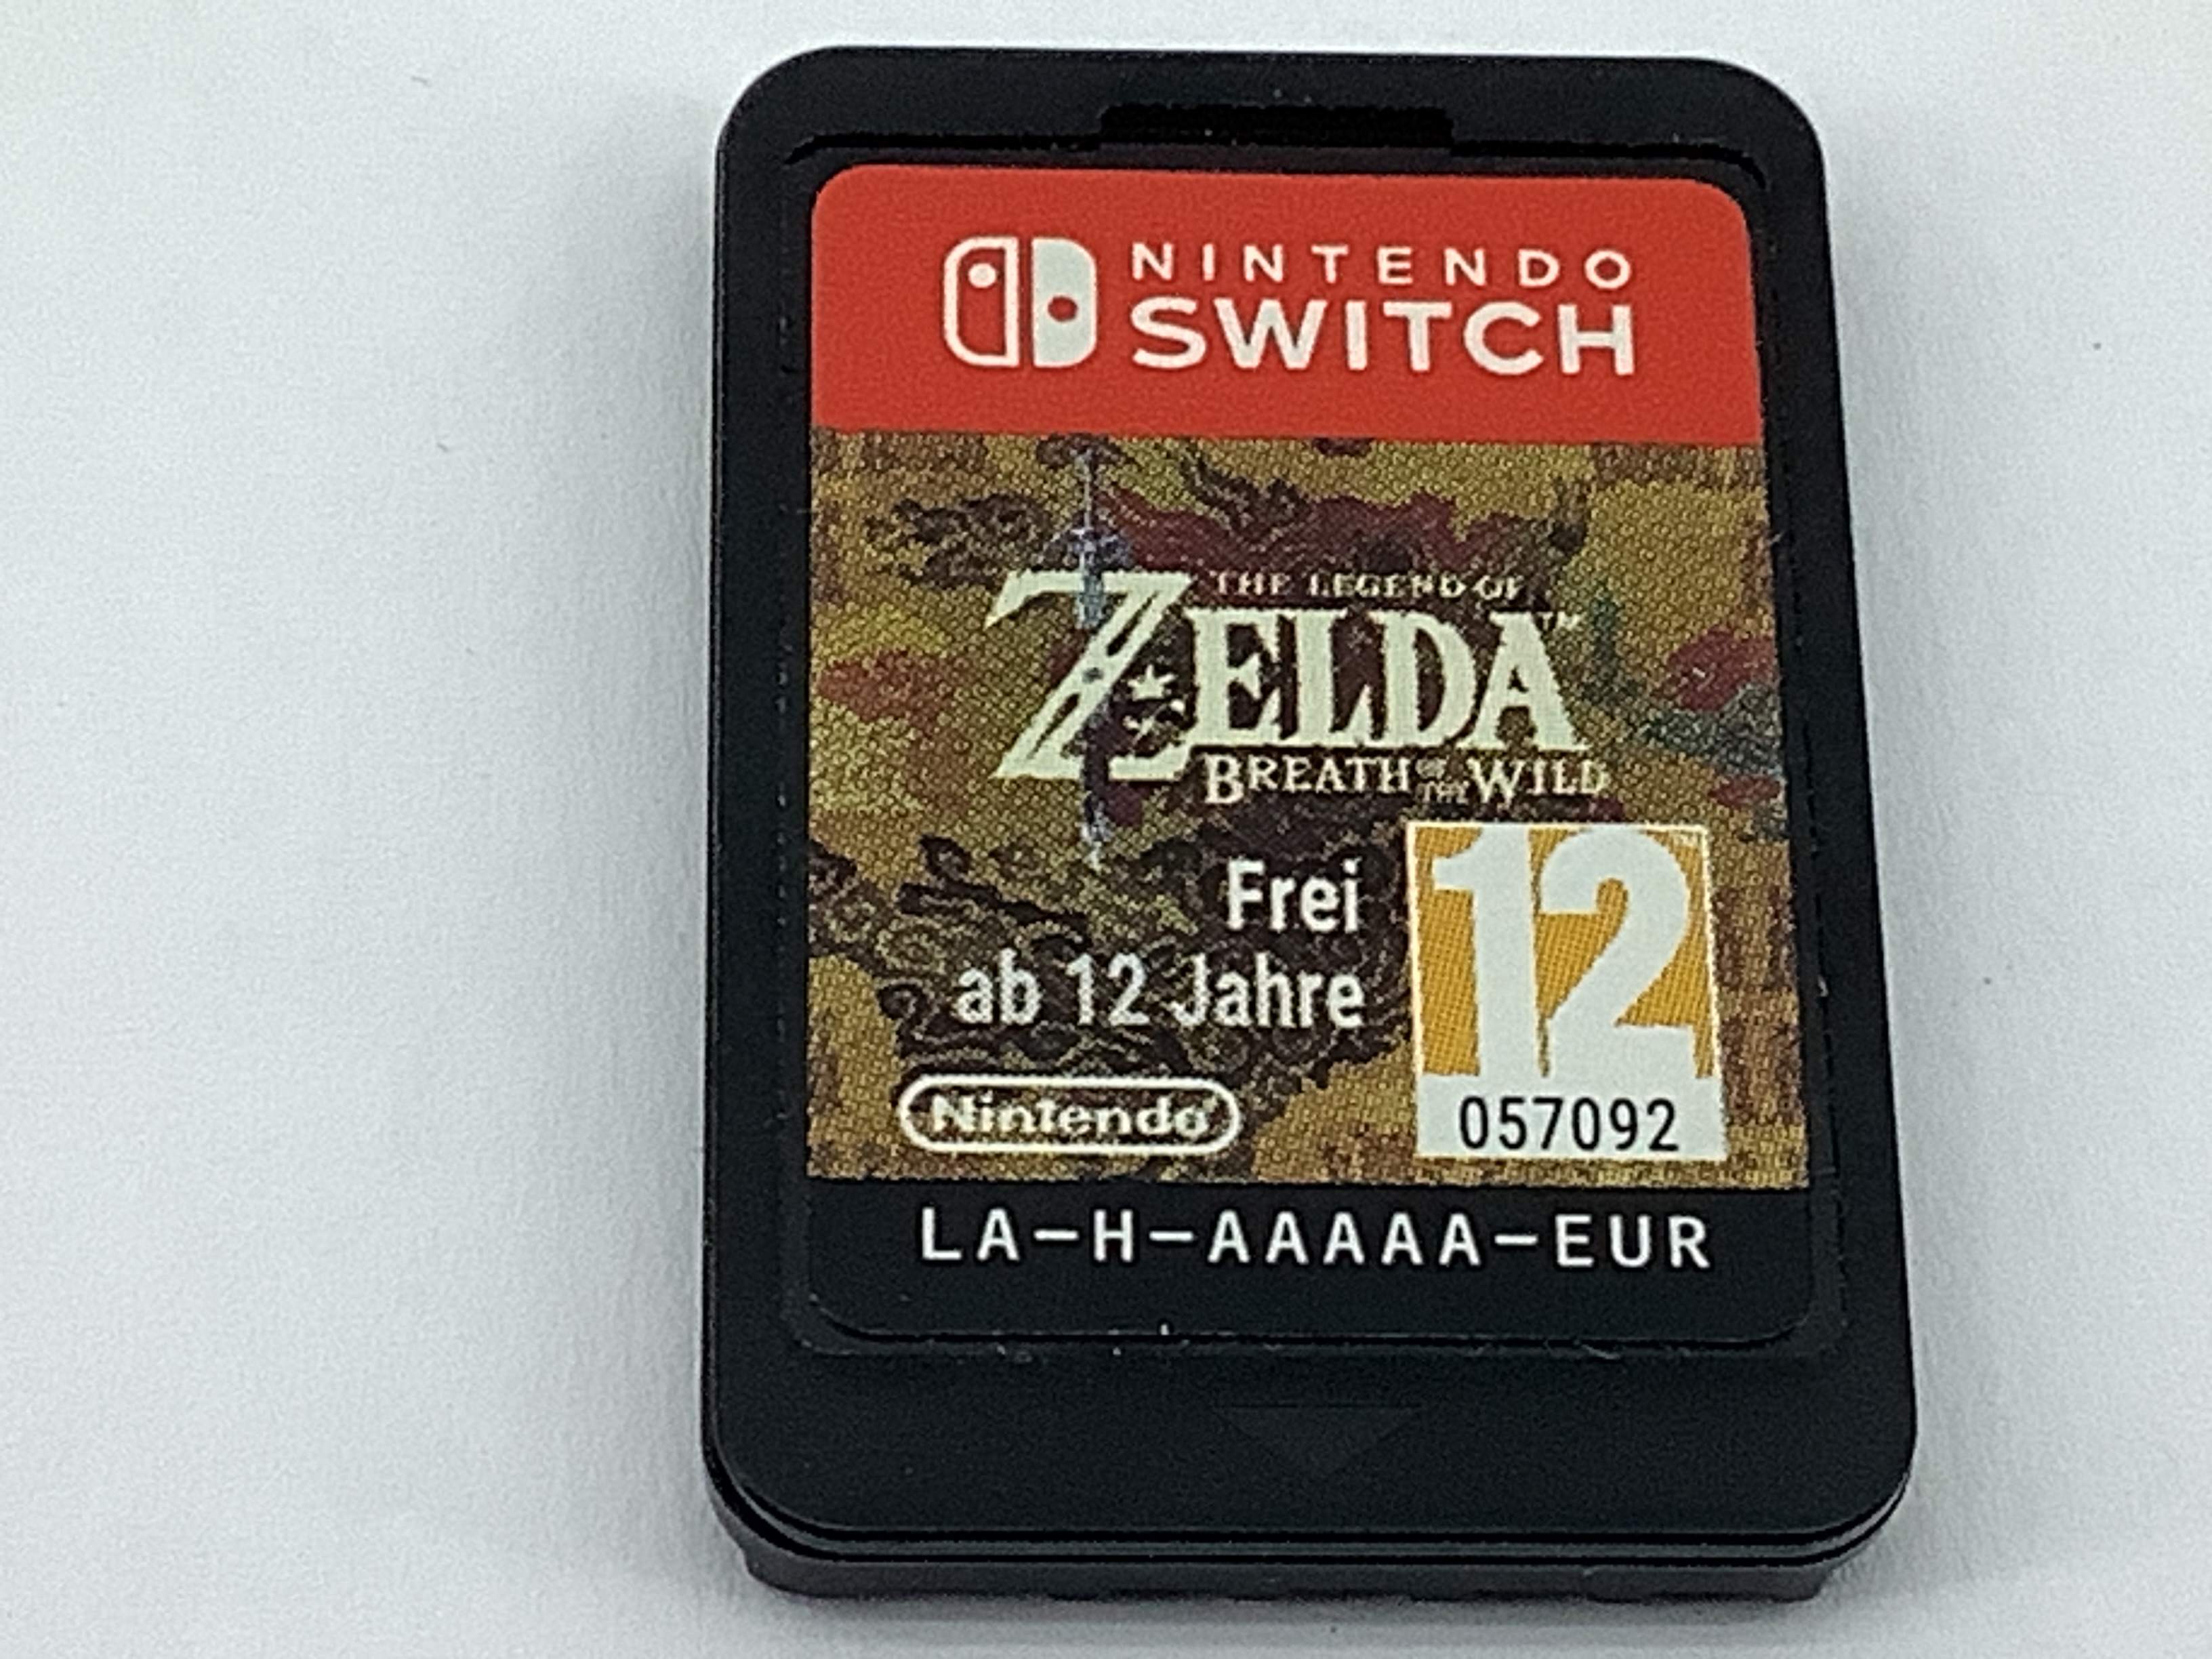 NINTENDO
SWITCH
THE LEGEND OF
ZELDA™
BREATH OF THE WILD
Frei
ab 12 Jahre
12
Nintendo
057092
LA-H-AAAAA-EUR